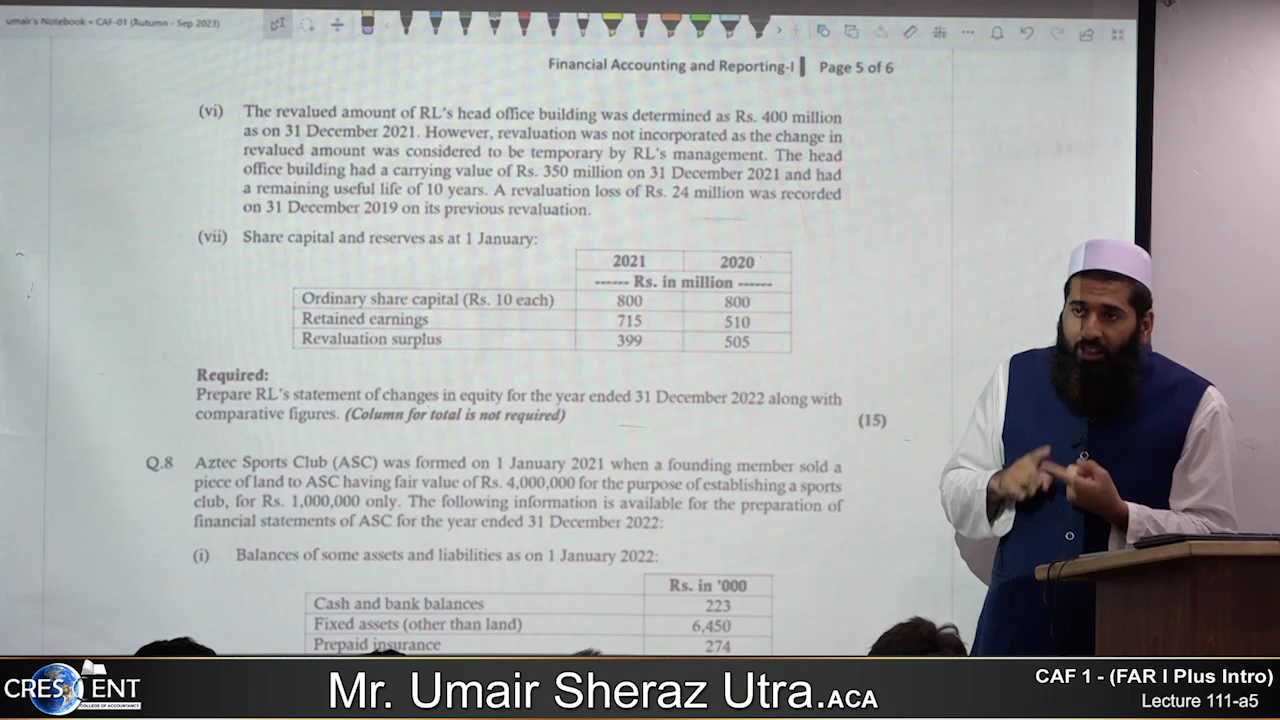 umair's Notebook » CAF-01 (Autumn - Sep 2023)
Financial Accounting and Reporting-I | Page 5 of 6
(vi) The revalued amount of RL's head office building was determined as Rs. 400 million
as on 31 December 2021. However, revaluation was not incorporated as the change in
revalued amount was considered to be temporary by RL's management. The head
office building had a carrying value of Rs. 350 million on 31 December 2021 and had
a remaining useful life of 10 years. A revaluation loss of Rs. 24 million was recorded
on 31 December 2019 on its previous revaluation.
(vii) Share capital and reserves as at 1 January:
2021 2020
------ Rs. in million ------
Ordinary share capital (Rs. 10 each) 800 800
Retained earnings 715 510
Revaluation surplus 399 505
Required:
Prepare RL's statement of changes in equity for the year ended 31 December 2022 along with
comparative figures. (Column for total is not required) (15)
Q.8 Aztec Sports Club (ASC) was formed on 1 January 2021 when a founding member sold a
piece of land to ASC having fair value of Rs. 4,000,000 for the purpose of establishing a sports
club, for Rs. 1,000,000 only. The following information is available for the preparation of
financial statements of ASC for the year ended 31 December 2022:
(i) Balances of some assets and liabilities as on 1 January 2022:
Rs. in '000
Cash and bank balances 223
Fixed assets (other than land) 6,450
Prepaid insurance 274
CRESCENT
COLLEGE OF ACCOUNTANCY
Mr. Umair Sheraz Utra.ACA
CAF 1 - (FAR I Plus Intro)
Lecture 111-a5